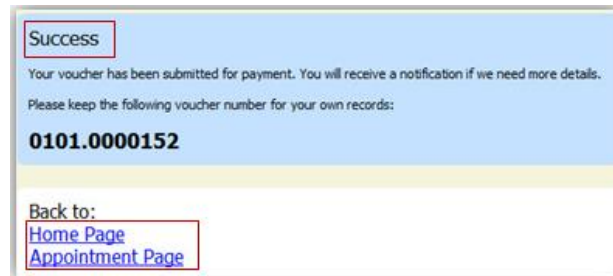 Success
Your voucher has been submitted for payment. You will receive a notification if we need more details.
Please keep the following voucher number for your own records:
0101.0000152
Back to:
Home Page
Appointment Page